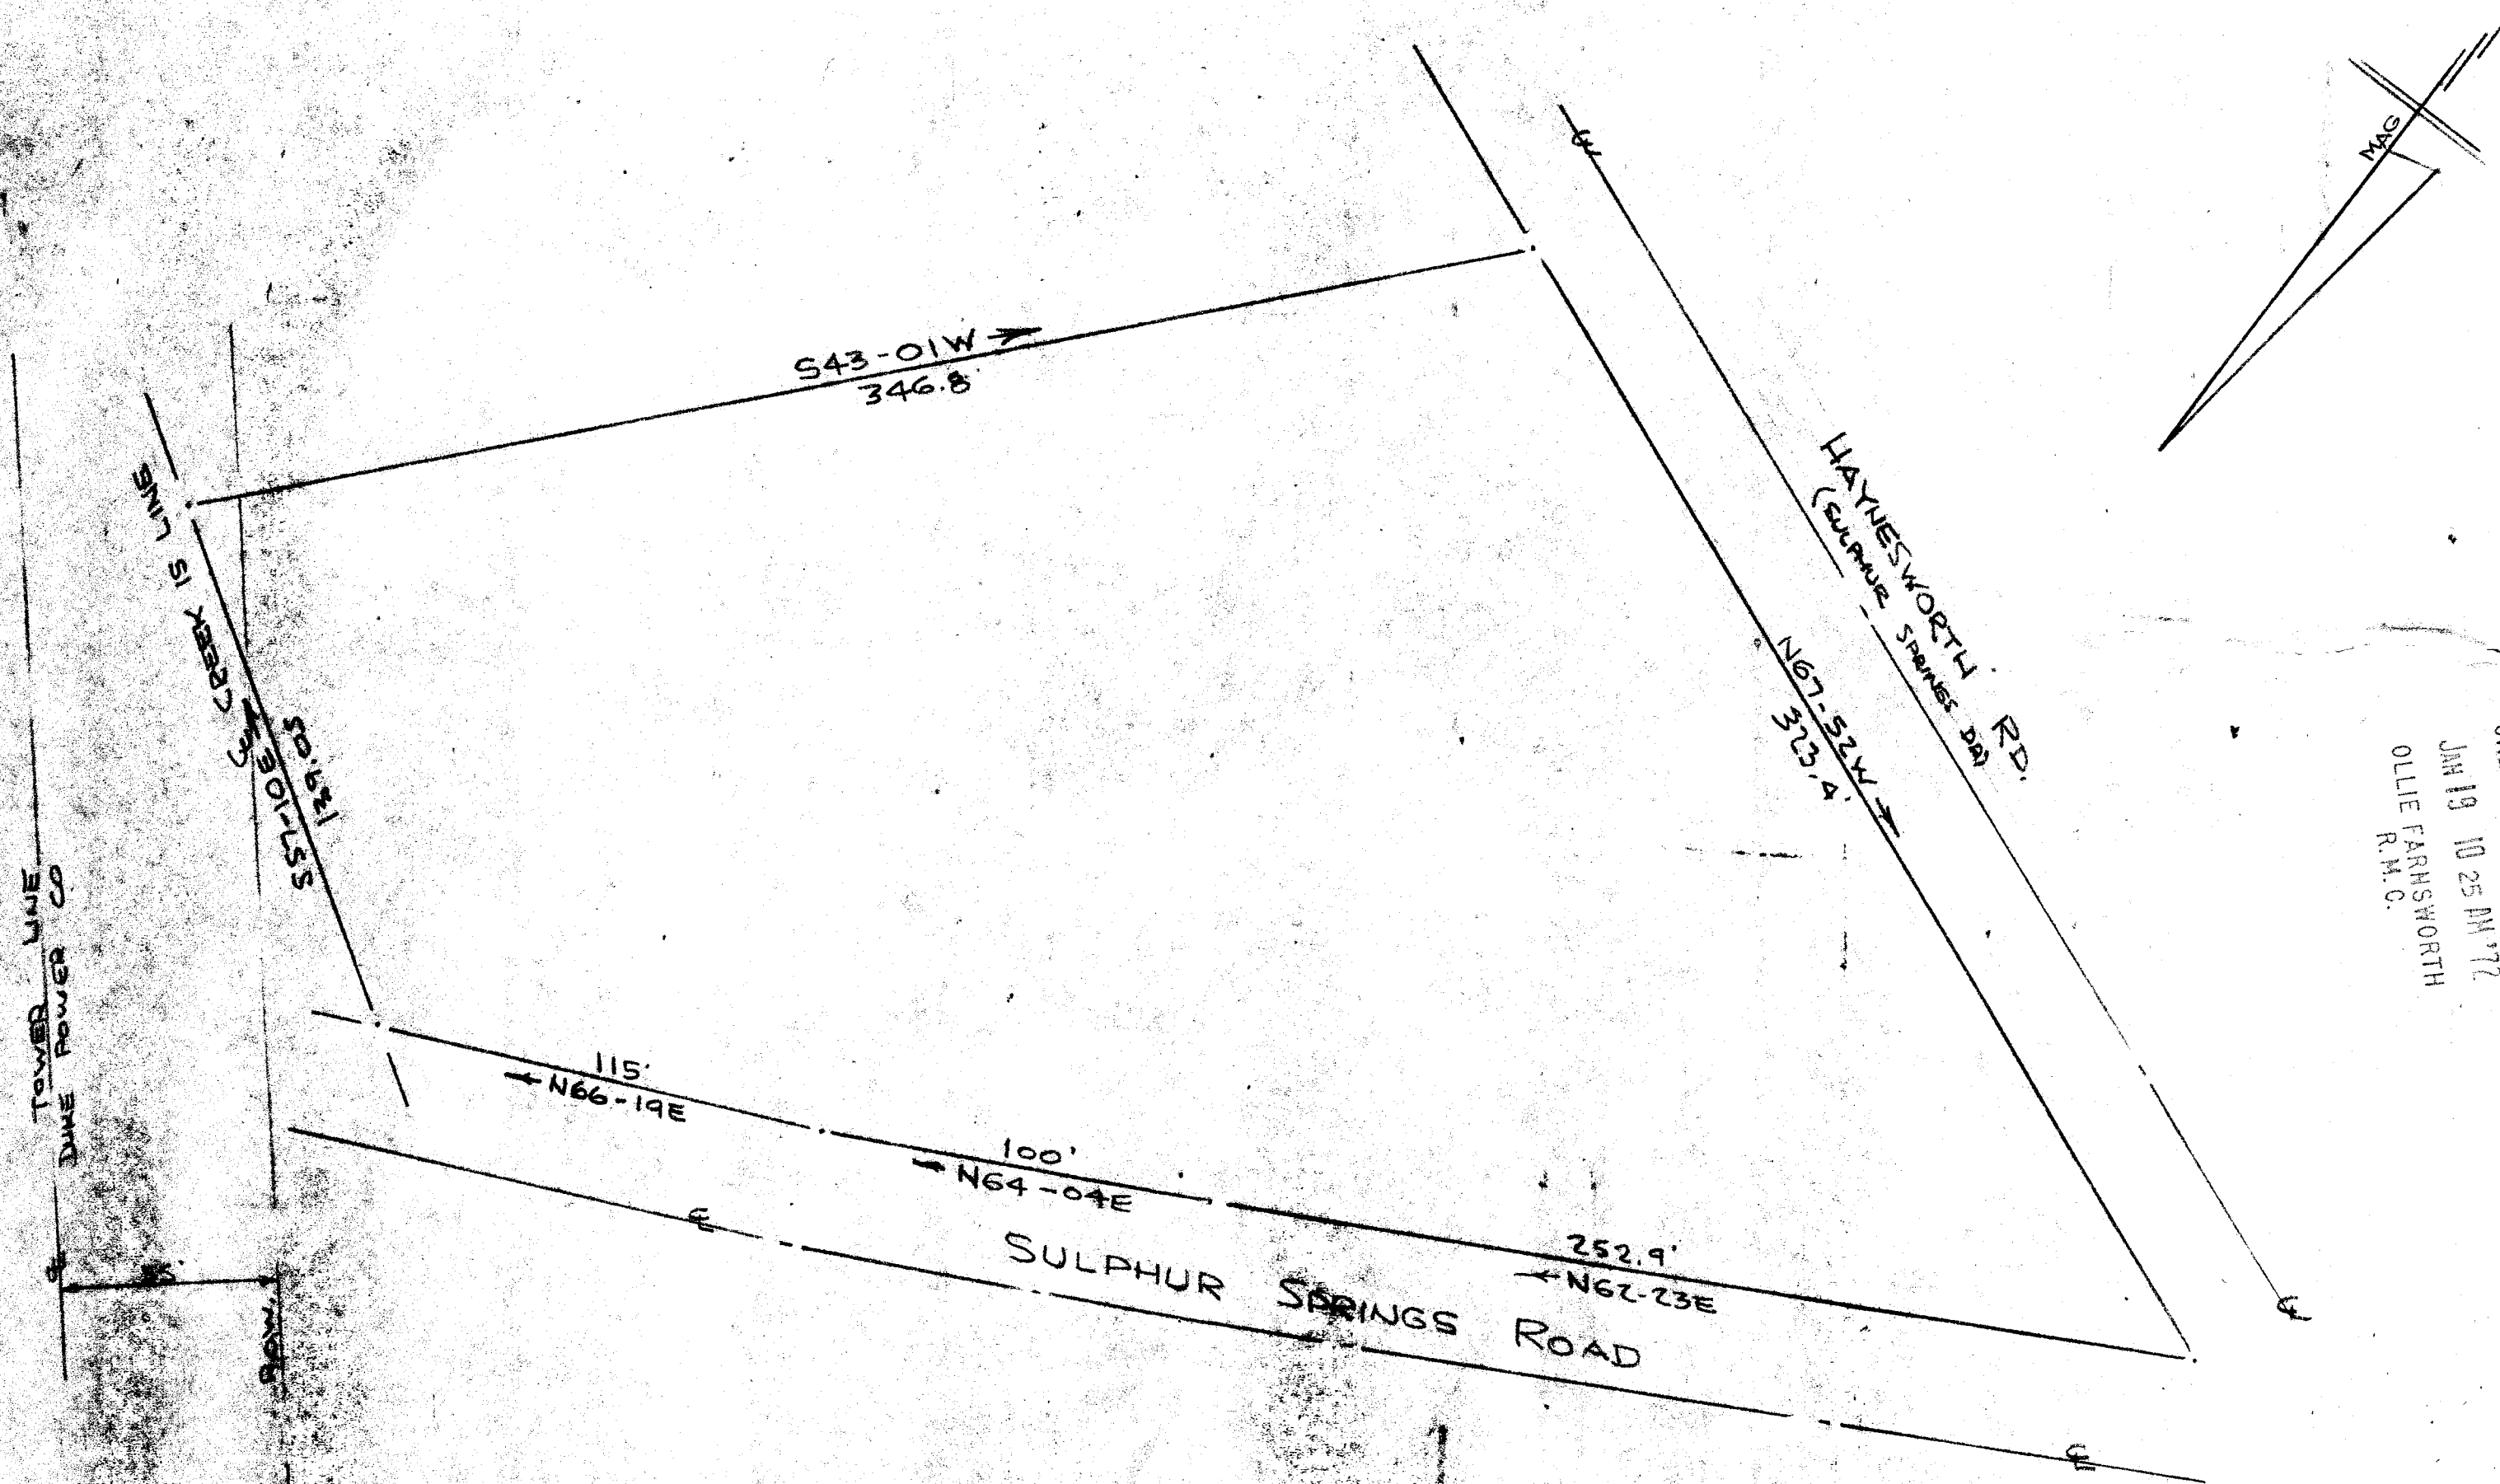 MAG
S43-01W
346.8'
HAYNESWORTH RD.
(SULPHUR SPRINGS RD)
N67-52W
323.4'
CREEK IS LINE
S57-10E
139.05
TOWER LINE
DUKE POWER CO
115'
N66-19E
100'
N64-04E
252.9'
N62-23E
SULPHUR SPRINGS ROAD
℄
℄
℄
℄
℄
R.O.W.
JAN 19 10 25 AM '77
OLLIE FARNSWORTH
R.M.C.